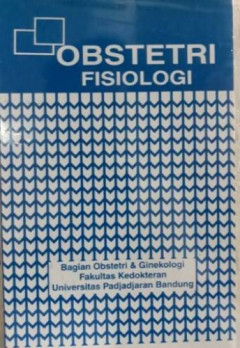 OBSTETRI
FISIOLOGI
Bagian Obstetri & Ginekologi
Fakultas Kedokteran
Universitas Padjadjaran Bandung